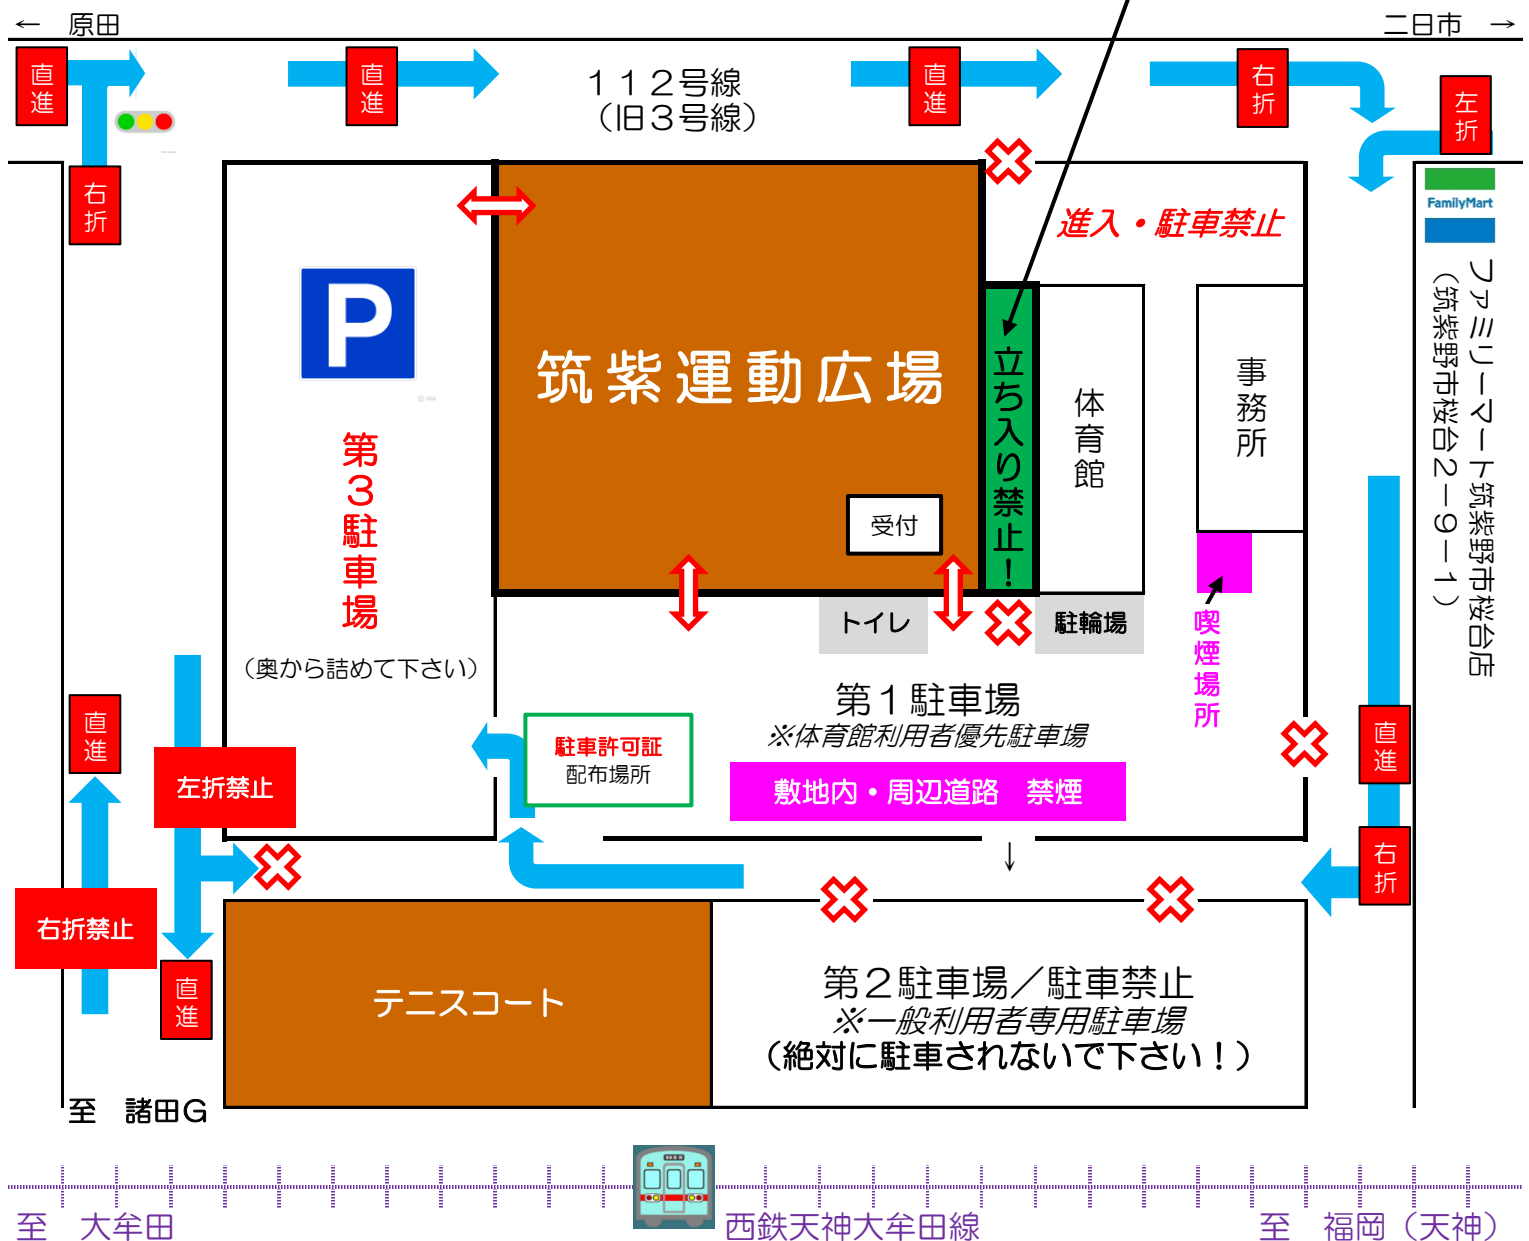 ← 原田
二日市 →
直進
直進
１１２号線
（旧３号線）
直進
右折
左折
右折
FamilyMart
進入・駐車禁止
P
筑紫運動広場
立ち入り禁止！
体育館
事務所
ファミリーマート筑紫野市桜台店
（筑紫野市桜台２－９－１）
第３駐車場
受付
トイレ
駐輪場
喫煙場所
（奥から詰めて下さい）
第１駐車場
※体育館利用者優先駐車場
直進
駐車許可証
配布場所
直進
左折禁止
敷地内・周辺道路　禁煙
↓
右折
右折禁止
直進
テニスコート
第２駐車場／駐車禁止
※一般利用者専用駐車場
（絶対に駐車されないで下さい！）
至　諸田G
至　大牟田
西鉄天神大牟田線
至　福岡（天神）